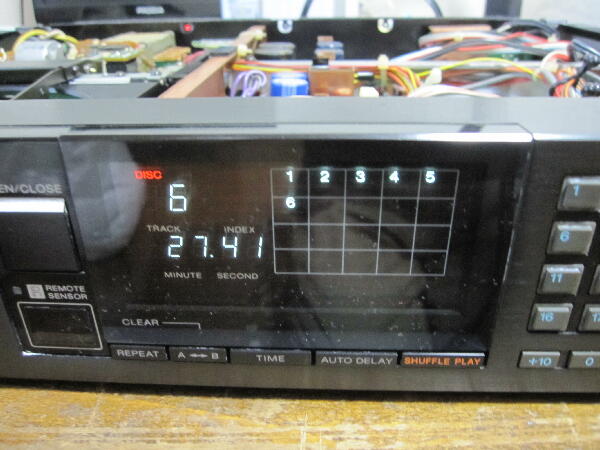 EN/CLOSE
DISC
6
TRACK INDEX
27.41
MINUTE SECOND
1 2 3 4 5
6
R REMOTE
SENSOR
CLEAR
REPEAT A ↔ B TIME AUTO DELAY SHUFFLE PLAY
1
6
11
16 12
+10 0